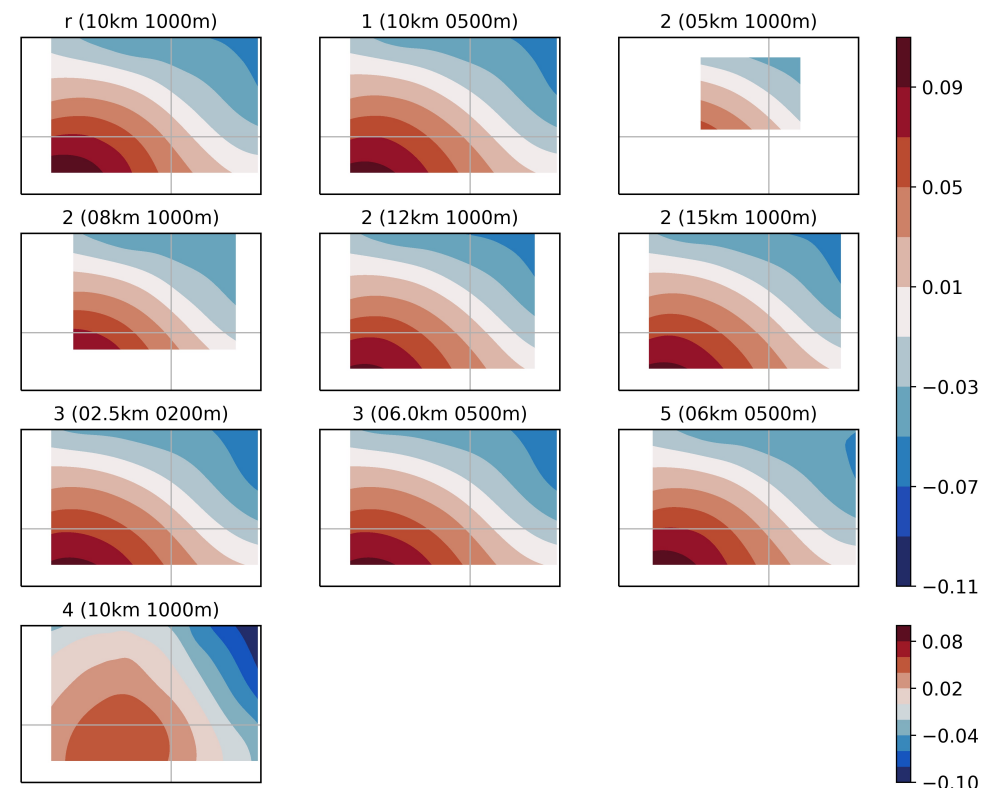 r (10km 1000m)
1 (10km 0500m)
2 (05km 1000m)
2 (08km 1000m)
2 (12km 1000m)
2 (15km 1000m)
3 (02.5km 0200m)
3 (06.0km 0500m)
5 (06km 0500m)
4 (10km 1000m)
0.09
0.05
0.01
−0.03
−0.07
−0.11
0.08
0.02
−0.04
−0.10